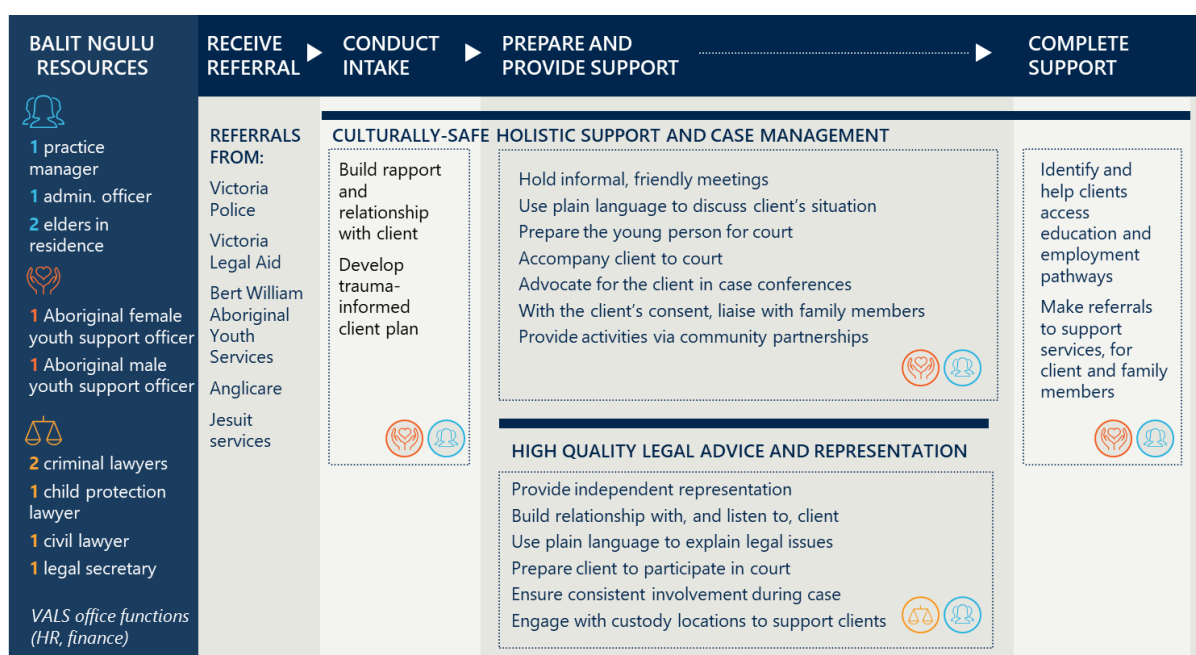 BALIT NGULU
RESOURCES
1 practice
manager
1 admin. officer
2 elders in
residence
1 Aboriginal female
youth support officer
1 Aboriginal male
youth support officer
2 criminal lawyers
1 child protection
lawyer
1 civil lawyer
1 legal secretary
VALS office functions
(HR, finance)
RECEIVE
REFERRAL
CONDUCT
INTAKE
PREPARE AND
PROVIDE SUPPORT
COMPLETE
SUPPORT
REFERRALS
FROM:
Victoria
Police
Victoria
Legal Aid
Bert William
Aboriginal
Youth
Services
Anglicare
Jesuit
services
CULTURALLY-SAFE HOLISTIC SUPPORT AND CASE MANAGEMENT
Build rapport
and
relationship
with client
Develop
trauma-
informed
client plan
Hold informal, friendly meetings
Use plain language to discuss client's situation
Prepare the young person for court
Accompany client to court
Advocate for the client in case conferences
With the client's consent, liaise with family members
Provide activities via community partnerships
HIGH QUALITY LEGAL ADVICE AND REPRESENTATION
Provide independent representation
Build relationship with, and listen to, client
Use plain language to explain legal issues
Prepare client to participate in court
Ensure consistent involvement during case
Engage with custody locations to support clients
Identify and
help clients
access
education and
employment
pathways
Make referrals
to support
services, for
client and family
members